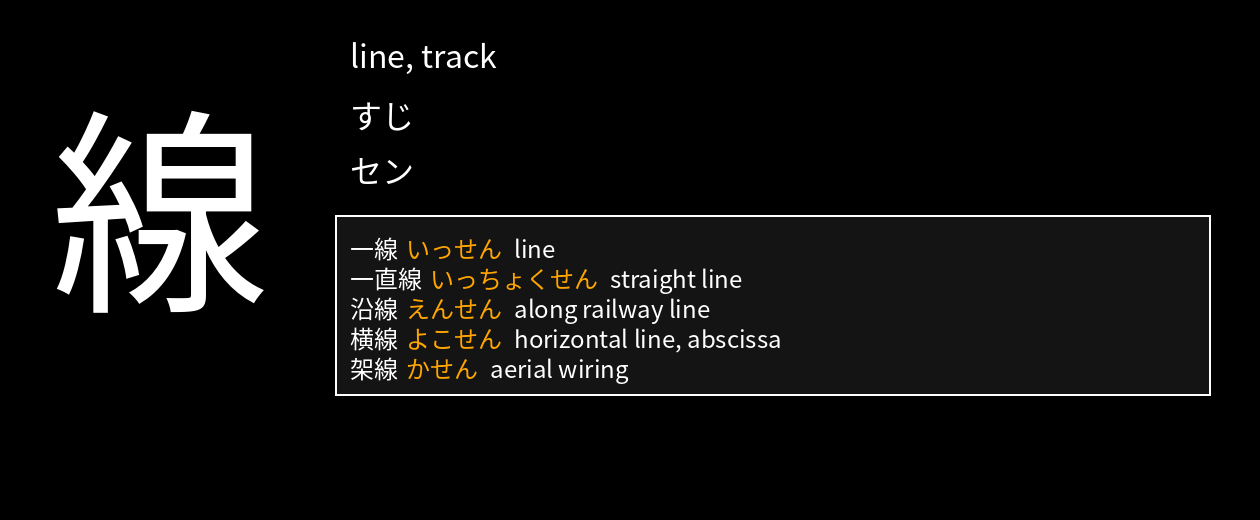 線
line, track
すじ
セン
一線 いっせん line
一直線 いっちょくせん straight line
沿線 えんせん along railway line
横線 よこせん horizontal line, abscissa
架線 かせん aerial wiring